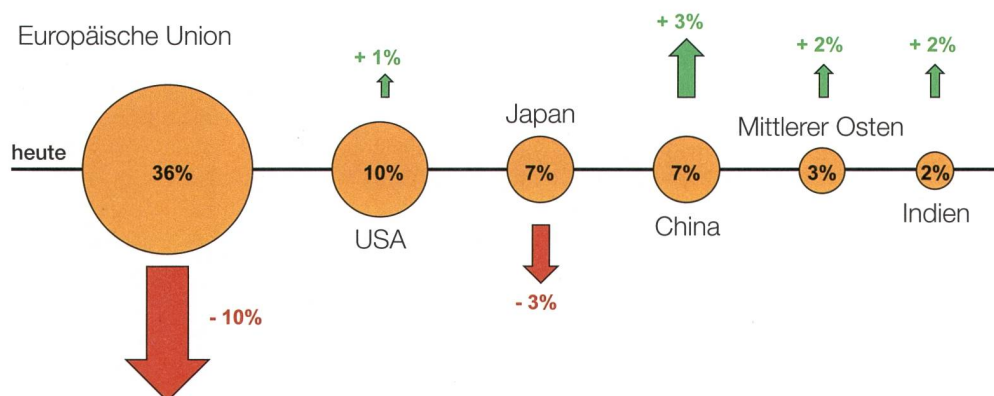 Europäische Union
+ 1%
+ 3%
+ 2%
+ 2%
Japan
Mittlerer Osten
heute
36%
10%
7%
7%
3%
2%
USA
China
Indien
- 10%
- 3%